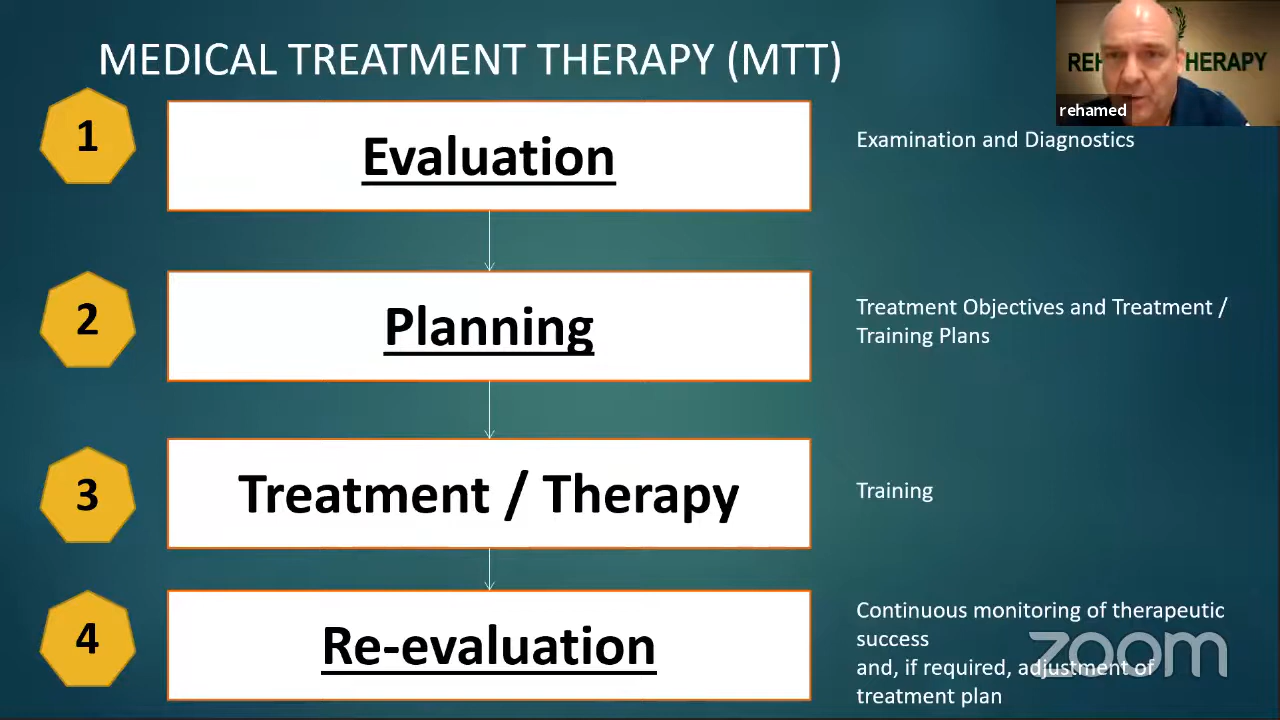 MEDICAL TREATMENT THERAPY (MTT)
REH HERAPY
rehamed
1
Evaluation
Examination and Diagnostics
2
Planning
Treatment Objectives and Treatment /
Training Plans
3
Treatment / Therapy
Training
4
Re-evaluation
Continuous monitoring of therapeutic
success
and, if required, adjustment of
treatment plan
zoom